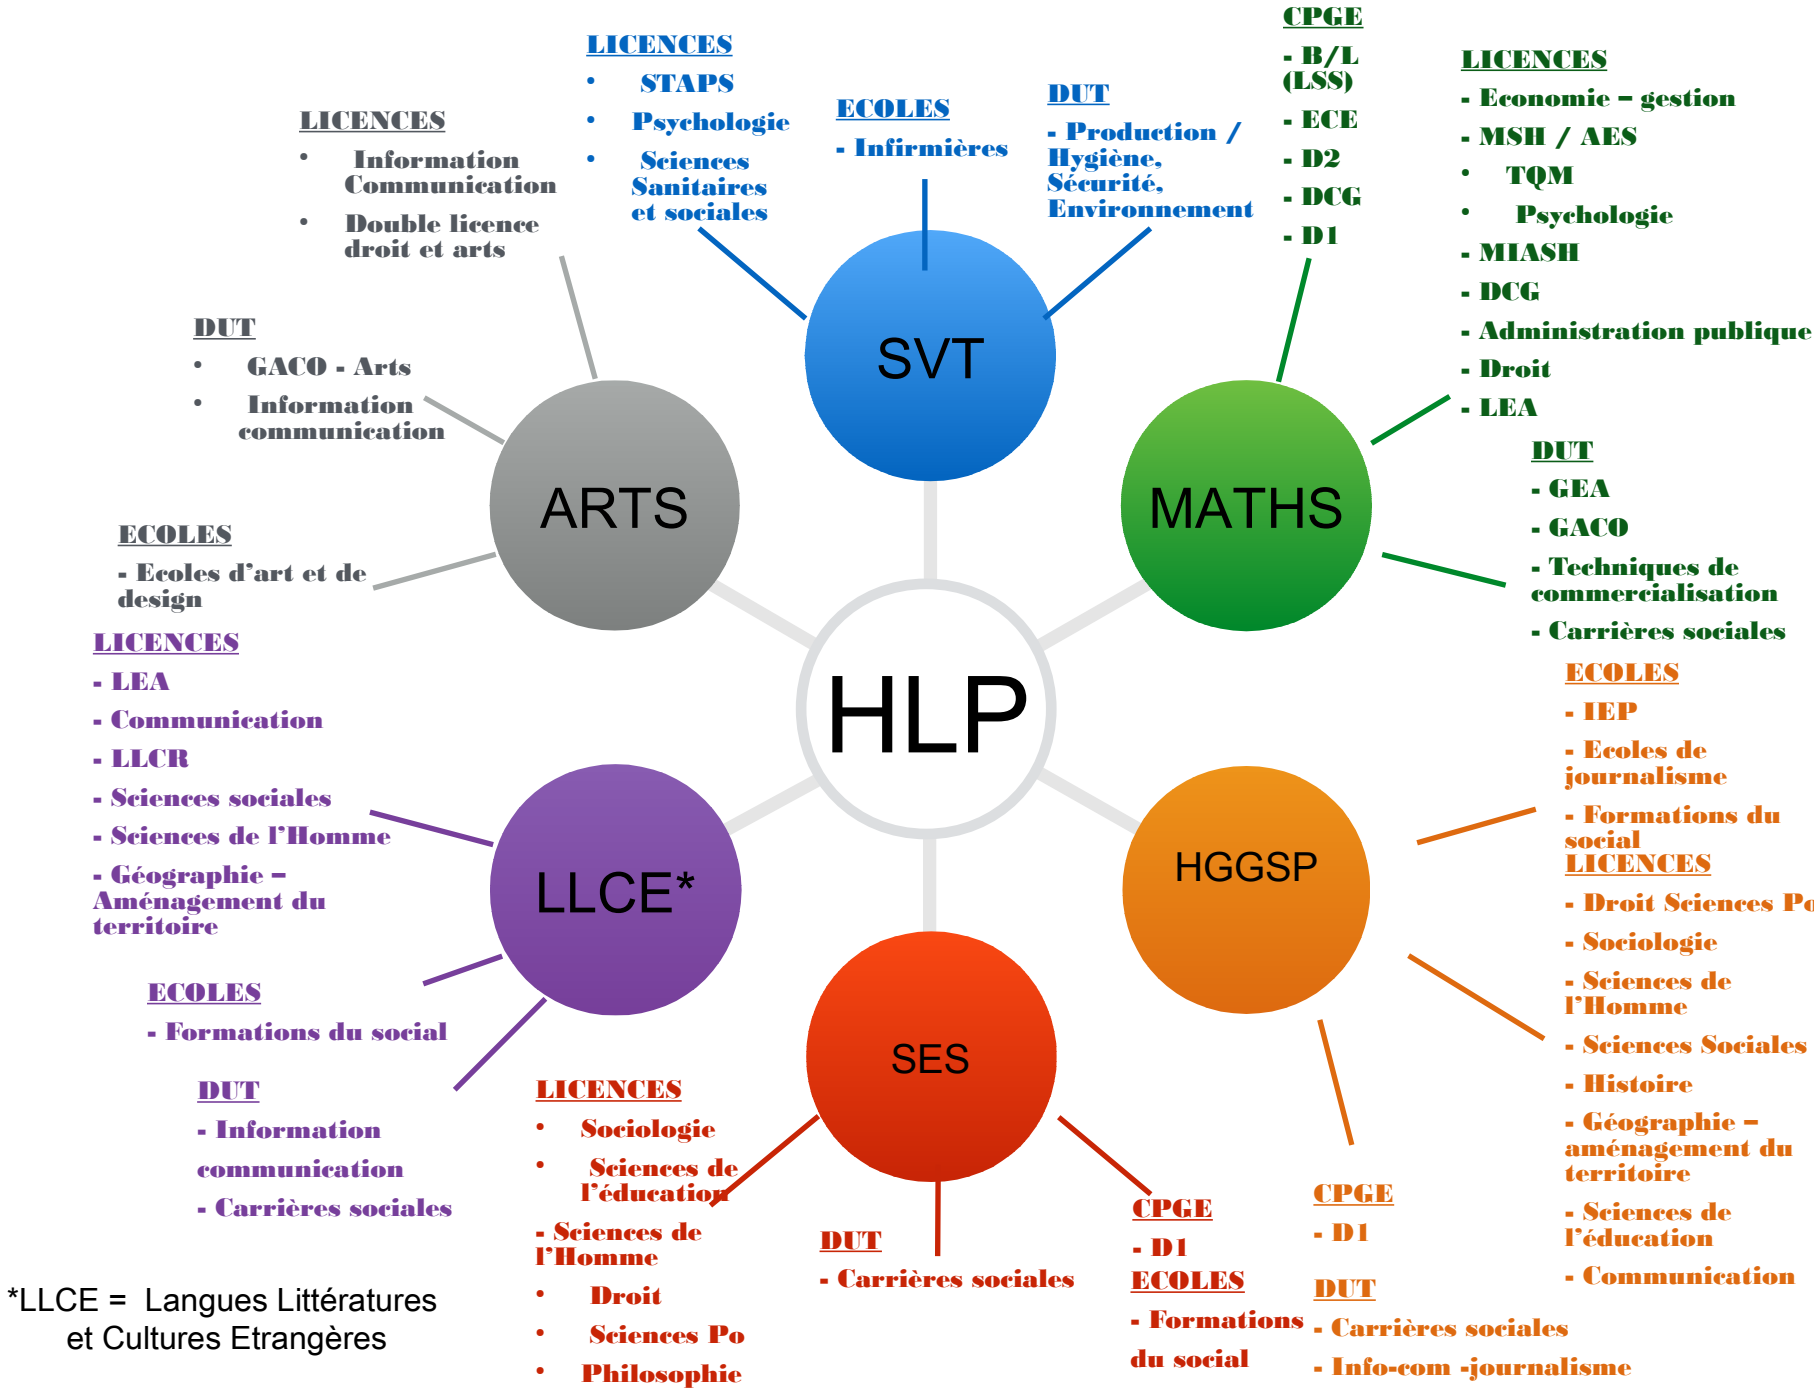 LICENCES
• Information
Communication
• Double licence
droit et arts
DUT
• GACO - Arts
• Information
communication
ECOLES
- Ecoles d'art et de
design
ARTS
LICENCES
• STAPS
• Psychologie
• Sciences
Sanitaires
et sociales
ECOLES
- Infirmières
DUT
- Production /
Hygiène,
Sécurité,
Environnement
SVT
CPGE
- B/L
(LSS)
- ECE
- D2
- DCG
- D1
LICENCES
- Economie – gestion
- MSH / AES
• TQM
• Psychologie
- MIASH
- DCG
- Administration publique
- Droit
- LEA
DUT
- GEA
- GACO
- Techniques de
commercialisation
- Carrières sociales
MATHS
HLP
LICENCES
- LEA
- Communication
- LLCR
- Sciences sociales
- Sciences de l'Homme
- Géographie –
Aménagement du
territoire
ECOLES
- Formations du social
DUT
- Information
communication
- Carrières sociales
LLCE*
ECOLES
- IEP
- Ecoles de
journalisme
- Formations du
social
LICENCES
- Droit Sciences Po
- Sociologie
- Sciences de
l'Homme
- Sciences Sociales
- Histoire
- Géographie –
aménagement du
territoire
- Sciences de
l'éducation
- Communication
CPGE
- D1
DUT
- Carrières sociales
- Info-com -journalisme
HGGSP
SES
LICENCES
• Sociologie
• Sciences de
l'éducation
- Sciences de
l'Homme
• Droit
• Sciences Po
• Philosophie
DUT
- Carrières sociales
CPGE
- D1
ECOLES
- Formations
du social
*LLCE = Langues Littératures
et Cultures Etrangères